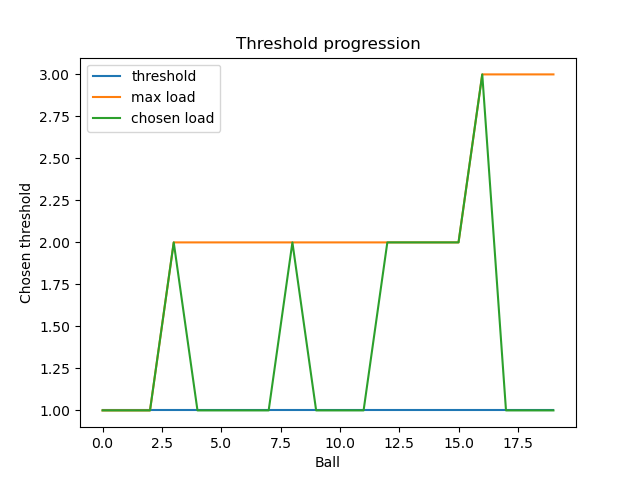 Threshold progression
threshold
max load
chosen load
3.00
2.75
2.50
2.25
2.00
1.75
1.50
1.25
1.00
Chosen threshold
0.0 2.5 5.0 7.5 10.0 12.5 15.0 17.5
Ball